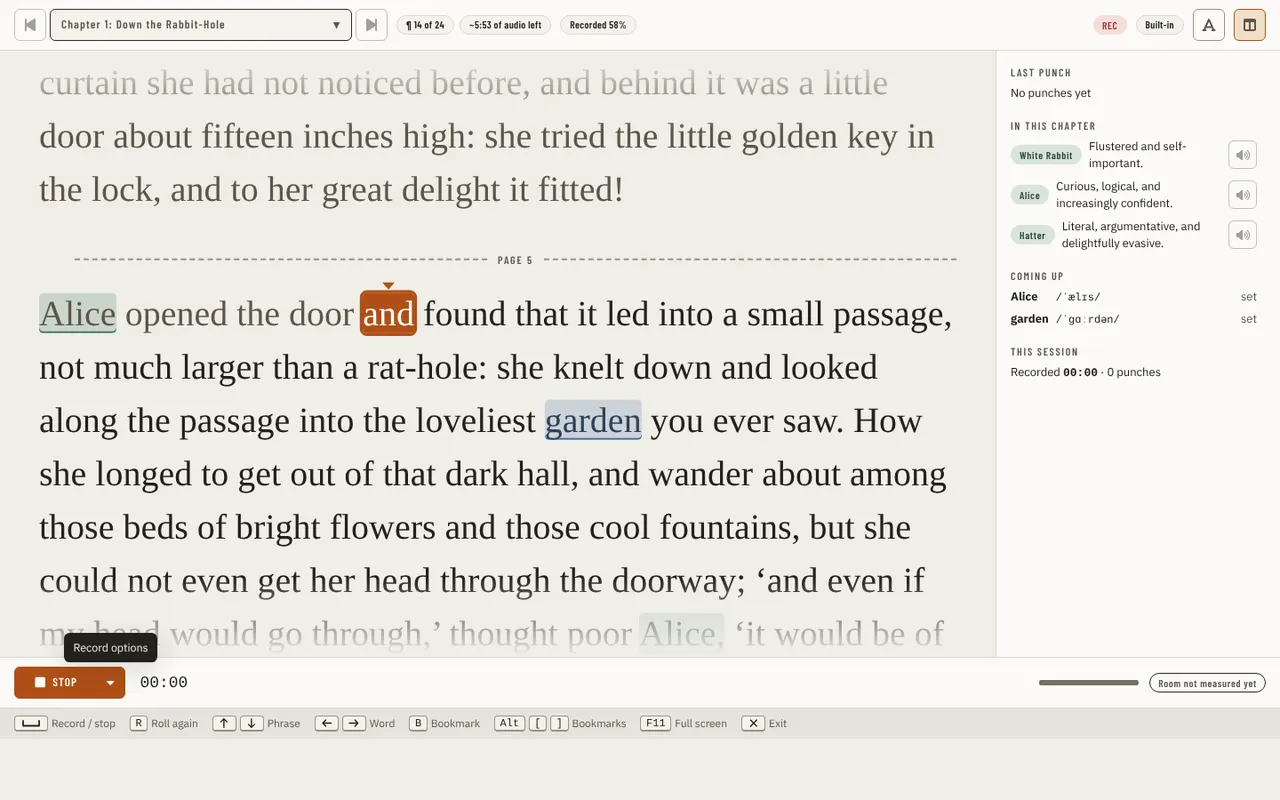 Chapter 1: Down the Rabbit-Hole
¶ 14 of 24
~5:53 of audio left
Recorded 58%
REC
Built-in
A
curtain she had not noticed before, and behind it was a little
door about fifteen inches high: she tried the little golden key in
the lock, and to her great delight it fitted!
PAGE 5
Alice opened the door and found that it led into a small passage,
not much larger than a rat-hole: she knelt down and looked
along the passage into the loveliest garden you ever saw. How
she longed to get out of that dark hall, and wander about among
those beds of bright flowers and those cool fountains, but she
could not even get her head through the doorway; ‘and even if
my head would go through,’ thought poor Alice, ‘it would be of
LAST PUNCH
No punches yet
IN THIS CHAPTER
White Rabbit
Flustered and self-
important.
Alice
Curious, logical, and
increasingly confident.
Hatter
Literal, argumentative, and
delightfully evasive.
COMING UP
Alice /ˈælɪs/ set
garden /ˈɡɑːrdən/ set
THIS SESSION
Recorded 00:00 · 0 punches
Record options
STOP
00:00
Room not measured yet
Record / stop
R Roll again
↑ ↓ Phrase
← → Word
B Bookmark
Alt [ ] Bookmarks
F11 Full screen
✕ Exit